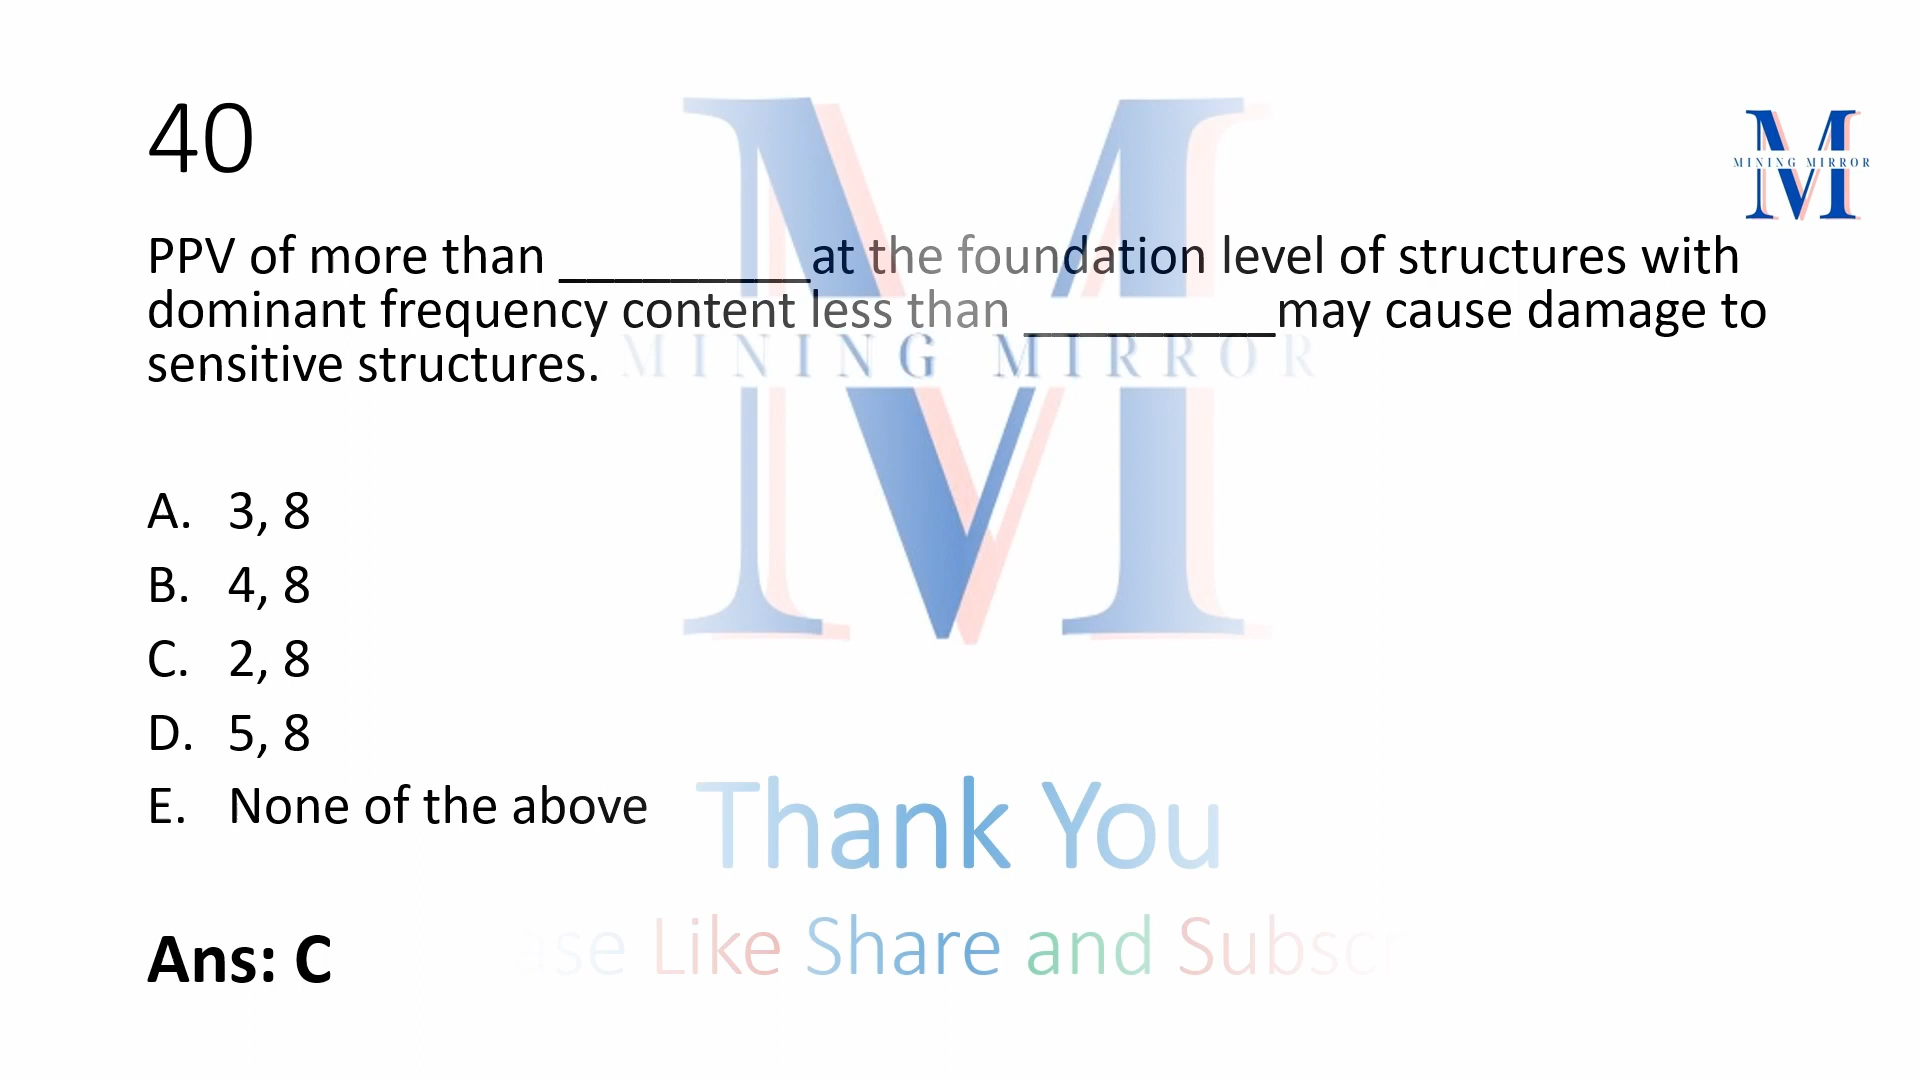 40
MINING MIRROR
PPV of more than _________at the foundation level of structures with
dominant frequency content less than _________may cause damage to
sensitive structures.
MINING MIRROR
A. 3, 8
B. 4, 8
C. 2, 8
D. 5, 8
E. None of the above
Thank You
Ans: C
Like Share and